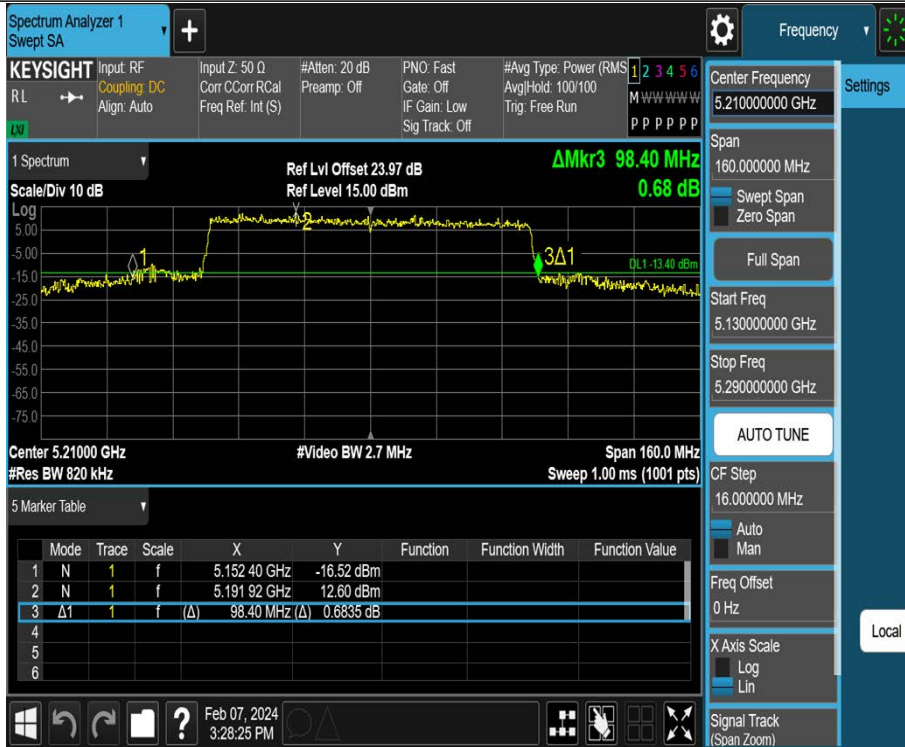 Spectrum Analyzer 1
Swept SA
+
Frequency
KEYSIGHT
RL
LXI
Input: RF
Coupling: DC
Align: Auto
Input Z: 50 Ω
Corr CCorr RCal
Freq Ref: Int (S)
#Atten: 20 dB
Preamp: Off
PNO: Fast
Gate: Off
IF Gain: Low
Sig Track: Off
#Avg Type: Power (RMS
Avg|Hold: 100/100
Trig: Free Run
1 2 3 4 5 6
M W W W W W
P P P P P P
1 Spectrum
Scale/Div 10 dB
Ref Lvl Offset 23.97 dB
Ref Level 15.00 dBm
ΔMkr3 98.40 MHz
0.68 dB
Log
5.00
-5.00
-15.0
-25.0
-35.0
-45.0
-55.0
-65.0
-75.0
1
2
3Δ1
DL1 -13.40 dBm
Center 5.21000 GHz
#Video BW 2.7 MHz
Span 160.0 MHz
#Res BW 820 kHz
Sweep 1.00 ms (1001 pts)
5 Marker Table
Mode Trace Scale X Y Function Function Width Function Value
1 N 1 f 5.152 40 GHz -16.52 dBm
2 N 1 f 5.191 92 GHz 12.60 dBm
3 Δ1 1 f (Δ) 98.40 MHz (Δ) 0.6835 dB
4
5
6
?
Feb 07, 2024
3:28:25 PM
Center Frequency
5.210000000 GHz
Span
160.000000 MHz
Swept Span
Zero Span
Full Span
Start Freq
5.130000000 GHz
Stop Freq
5.290000000 GHz
AUTO TUNE
CF Step
16.000000 MHz
Auto
Man
Freq Offset
0 Hz
X Axis Scale
Log
Lin
Signal Track
(Span Zoom)
Settings
Local